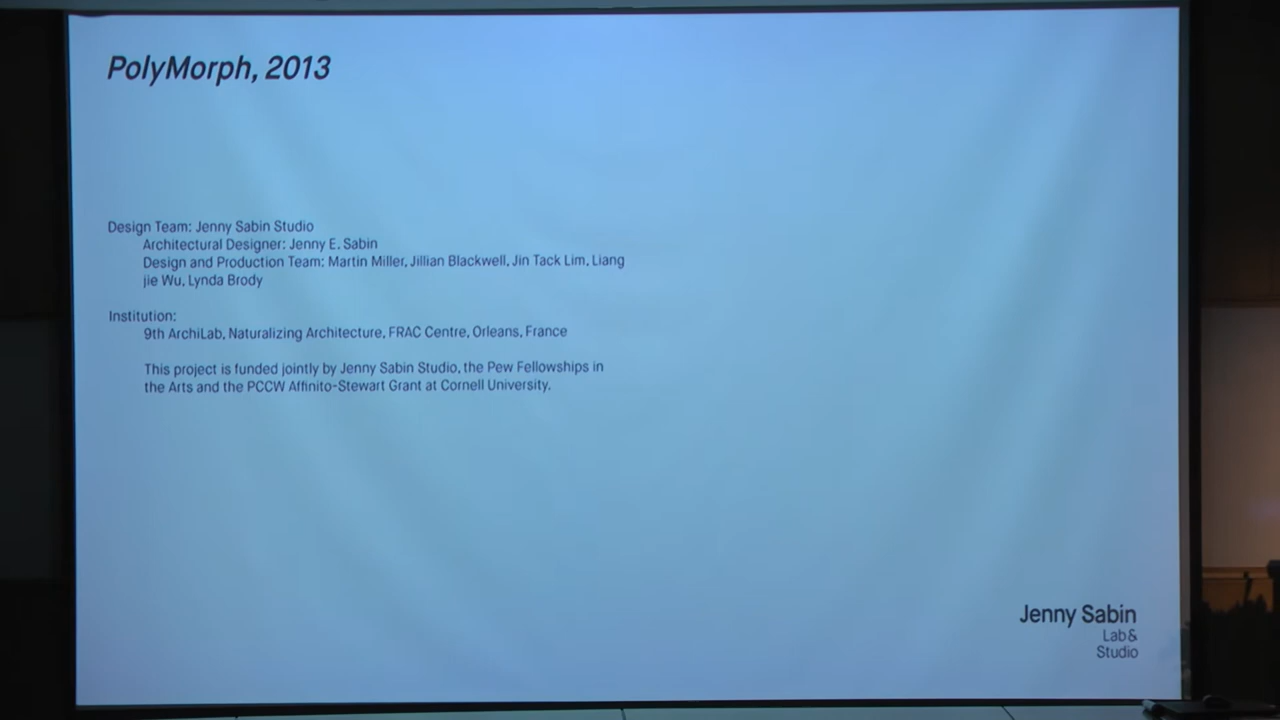 PolyMorph, 2013
Design Team: Jenny Sabin Studio
Architectural Designer: Jenny E. Sabin
Design and Production Team: Martin Miller, Jillian Blackwell, Jin Tack Lim, Liang
Jie Wu, Lynda Brody
Institution:
9th ArchiLab, Naturalizing Architecture, FRAC Centre, Orleans, France
This project is funded jointly by Jenny Sabin Studio, the Pew Fellowships in
the Arts and the PCCW Affinito-Stewart Grant at Cornell University.
Jenny Sabin
Lab &
Studio